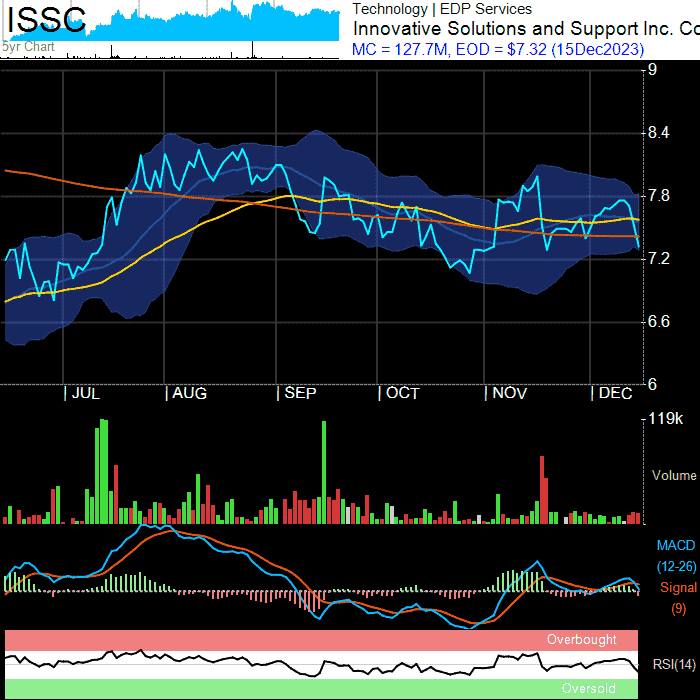 ISSC
5yr Chart
Technology | EDP Services
Innovative Solutions and Support Inc. Co
MC = 127.7M, EOD = $7.32 (15Dec2023)
9
8.4
7.8
7.2
6.6
6
| JUL | AUG | SEP | OCT | NOV | DEC
119k
Volume
MACD
(12-26)
Signal
(9)
Overbought
RSI(14)
Oversold